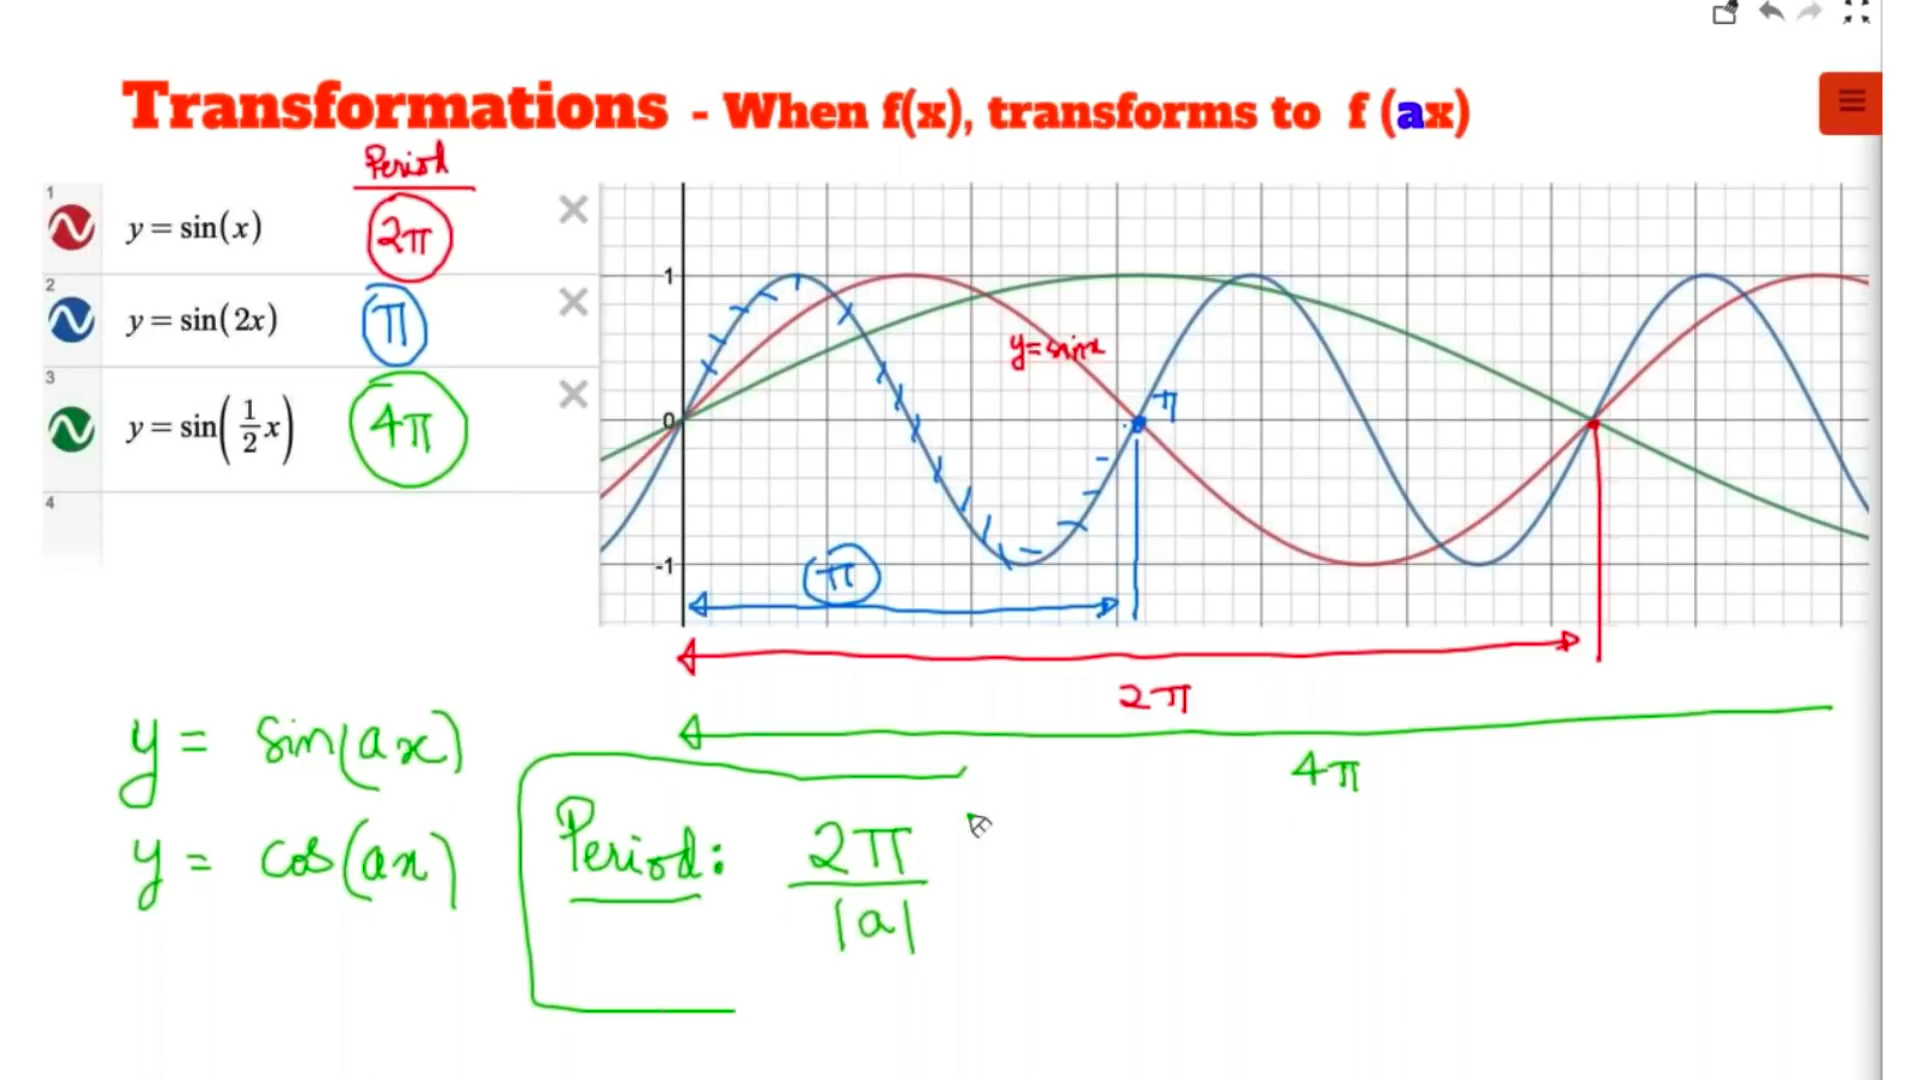 Transformations - When f(x), transforms to f (ax)
Period
1
y = sin(x)
2π
2
y = sin(2x)
π
3
y = sin(1/2 x)
4π
4
1
0
-1
y=sinx
π
π
2π
4π
y = sin(ax)
y = cos(ax)
Period: 2π/|a|